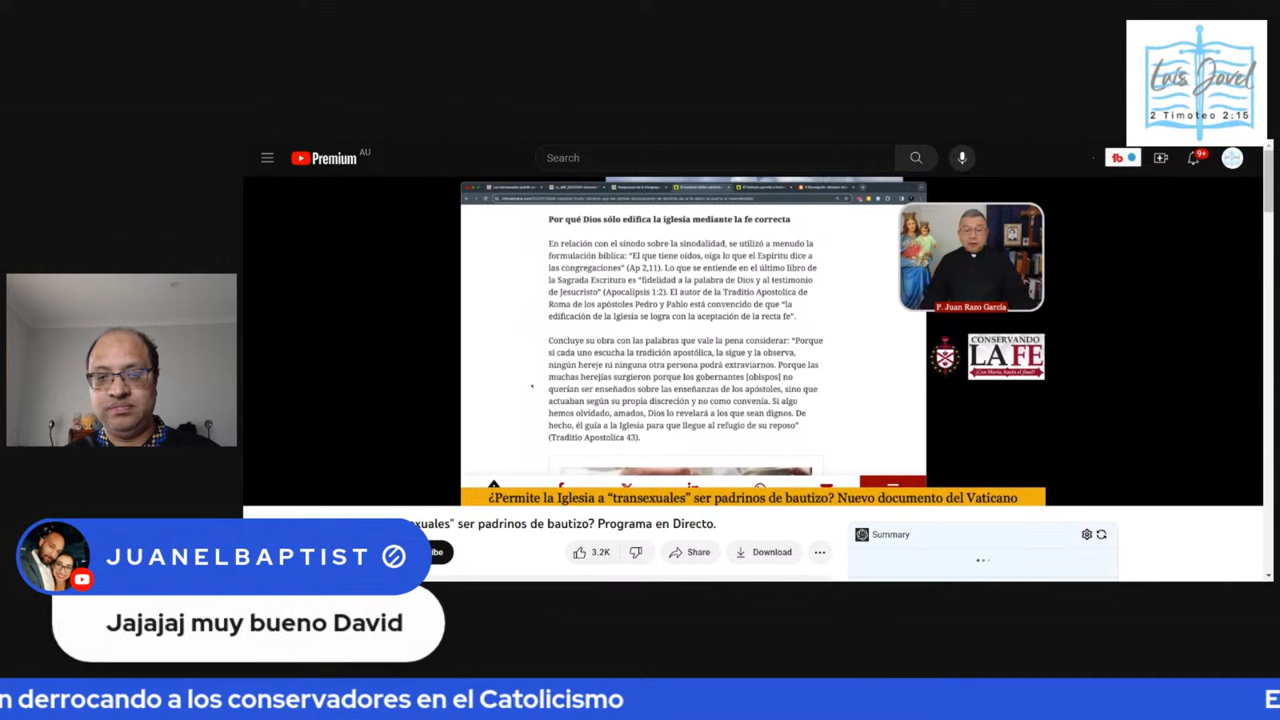 Luis Jovel
2 Timoteo 2:15
Premium
AU
Search
9+
Por qué Dios sólo edifica la iglesia mediante la fe correcta
En relación con el sínodo sobre la sinodalidad, se utilizó a menudo la
formulación bíblica: “El que tiene oídos, oiga lo que el Espíritu dice a
las congregaciones” (Ap 2,11). Lo que se entiende en el último libro de
la Sagrada Escritura es “fidelidad a la palabra de Dios y al testimonio
de Jesucristo” (Apocalipsis 1:2). El autor de la Traditio Apostolica de
Roma de los apóstoles Pedro y Pablo está convencido de que “la
edificación de la Iglesia se logra con la aceptación de la recta fe”.
Concluye su obra con las palabras que vale la pena considerar: “Porque
si cada uno escucha la tradición apostólica, la sigue y la observa,
ningún hereje ni ninguna otra persona podrá extraviarnos. Porque las
muchas herejías surgieron porque los gobernantes [obispos] no
querían ser enseñados sobre las enseñanzas de los apóstoles, sino que
actuaban según su propia discreción y no como convenía. Si algo
hemos olvidado, amados, Dios lo revelará a los que sean dignos. De
hecho, él guía a la Iglesia para que llegue al refugio de su reposo”
(Traditio Apostolica 43).
P. Juan Razo García
CONSERVANDO
LA FE
¡Con María, hasta el final!
¿Permite la Iglesia a “transexuales” ser padrinos de bautizo? Nuevo documento del Vaticano
exuales" ser padrinos de bautizo? Programa en Directo.
ibe
3.2K
Share
Download
Summary
JUANELBAPTIST
Jajajaj muy bueno David
n derrocando a los conservadores en el Catolicismo
E